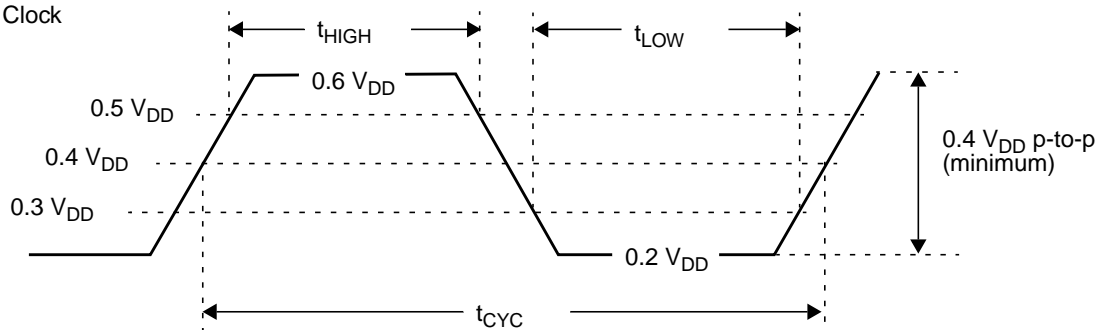 Clock
tHIGH
tLOW
0.6 VDD
0.5 VDD
0.4 VDD
0.4 VDD p-to-p
(minimum)
0.3 VDD
0.2 VDD
tCYC